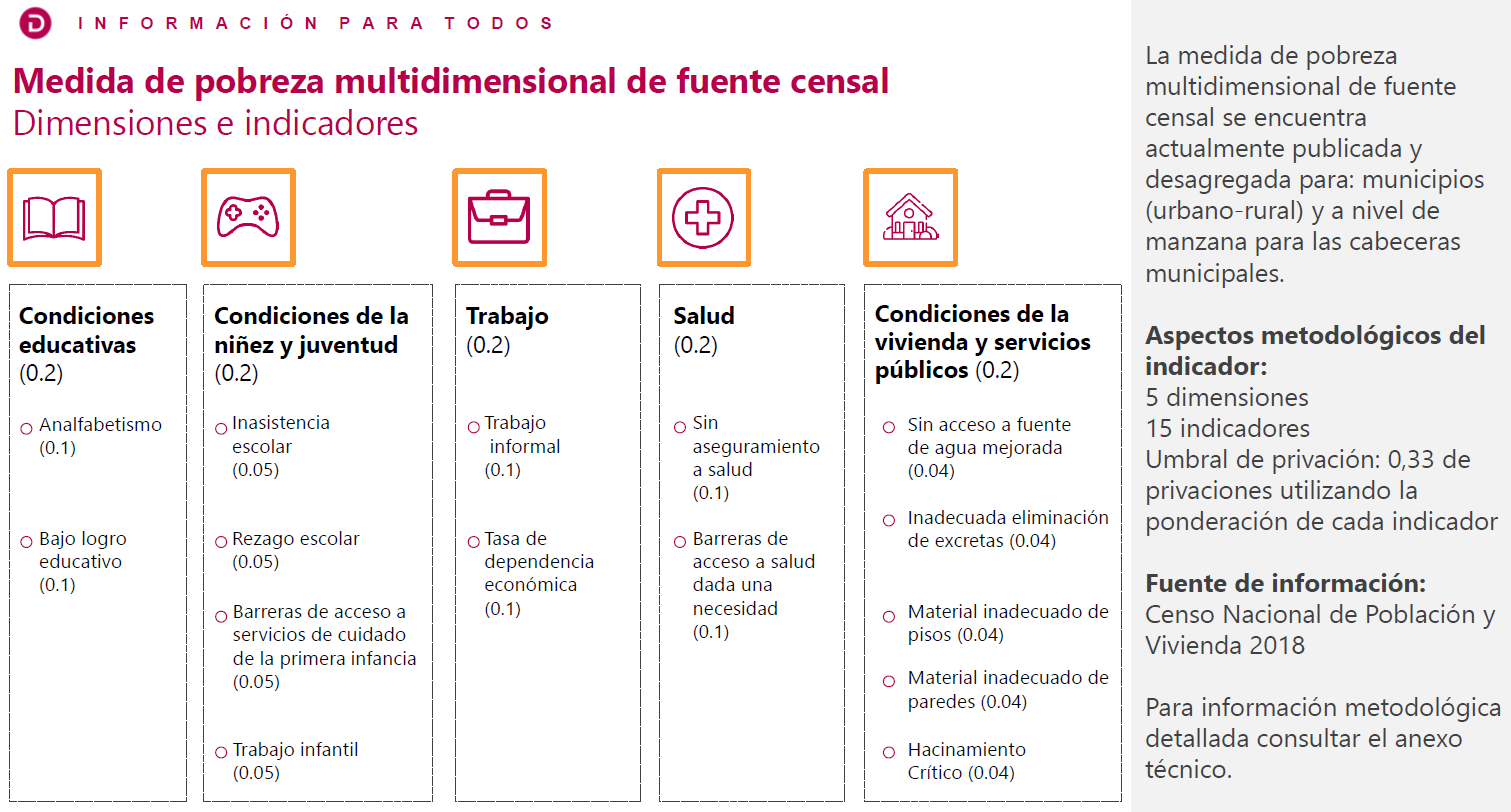 D INFORMACIÓN PARA TODOS
Medida de pobreza multidimensional de fuente censal
Dimensiones e indicadores
Condiciones
educativas
(0.2)
Analfabetismo
(0.1)
Bajo logro
educativo
(0.1)
Condiciones de la
niñez y juventud
(0.2)
Inasistencia
escolar
(0.05)
Rezago escolar
(0.05)
Barreras de acceso a
servicios de cuidado
de la primera infancia
(0.05)
Trabajo infantil
(0.05)
Trabajo
(0.2)
Trabajo
informal
(0.1)
Tasa de
dependencia
económica
(0.1)
Salud
(0.2)
Sin
aseguramiento
a salud
(0.1)
Barreras de
acceso a salud
dada una
necesidad
(0.1)
Condiciones de la
vivienda y servicios
públicos (0.2)
Sin acceso a fuente
de agua mejorada
(0.04)
Inadecuada eliminación
de excretas (0.04)
Material inadecuado de
pisos (0.04)
Material inadecuado de
paredes (0.04)
Hacinamiento
Crítico (0.04)
La medida de pobreza
multidimensional de fuente
censal se encuentra
actualmente publicada y
desagregada para: municipios
(urbano-rural) y a nivel de
manzana para las cabeceras
municipales.
Aspectos metodológicos del
indicador:
5 dimensiones
15 indicadores
Umbral de privación: 0,33 de
privaciones utilizando la
ponderación de cada indicador
Fuente de información:
Censo Nacional de Población y
Vivienda 2018
Para información metodológica
detallada consultar el anexo
técnico.